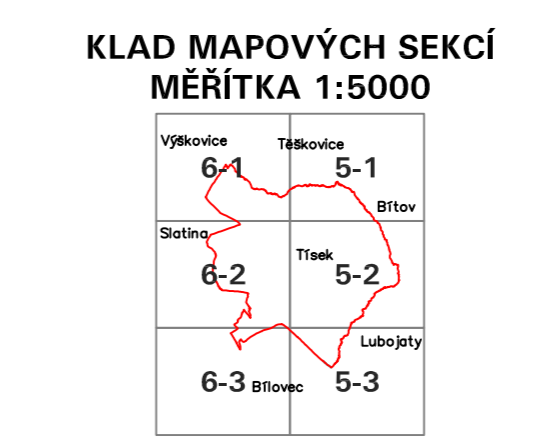 KLAD MAPOVÝCH SEKCÍ
MĚŘÍTKA 1:5000
Výškovice
Těškovice
6-1
5-1
Bítov
Slatina
Tísek
6-2
5-2
Lubojaty
6-3
Bílovec
5-3